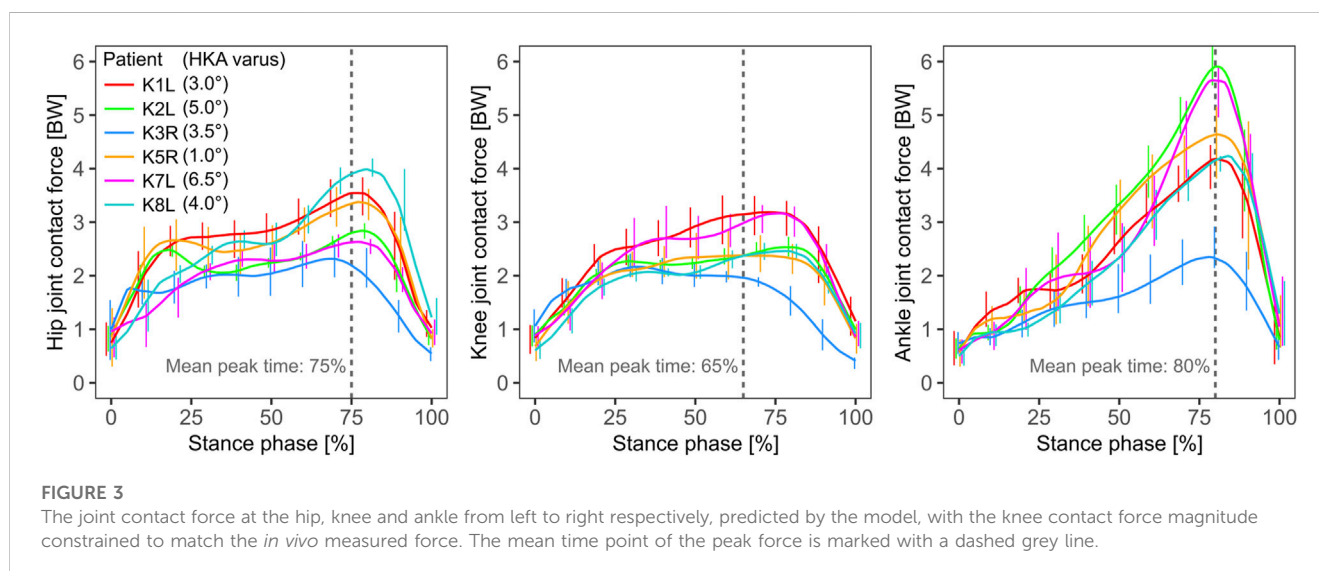 Patient (HKA varus)
K1L (3.0°)
K2L (5.0°)
K3R (3.5°)
K5R (1.0°)
K7L (6.5°)
K8L (4.0°)
Hip joint contact force [BW]
6
5
4
3
2
1
0
Mean peak time: 75%
0 25 50 75 100
Stance phase [%]
Knee joint contact force [BW]
6
5
4
3
2
1
0
Mean peak time: 65%
0 25 50 75 100
Stance phase [%]
Ankle joint contact force [BW]
6
5
4
3
2
1
0
Mean peak time: 80%
0 25 50 75 100
Stance phase [%]
FIGURE 3
The joint contact force at the hip, knee and ankle from left to right respectively, predicted by the model, with the knee contact force magnitude
constrained to match the in vivo measured force. The mean time point of the peak force is marked with a dashed grey line.